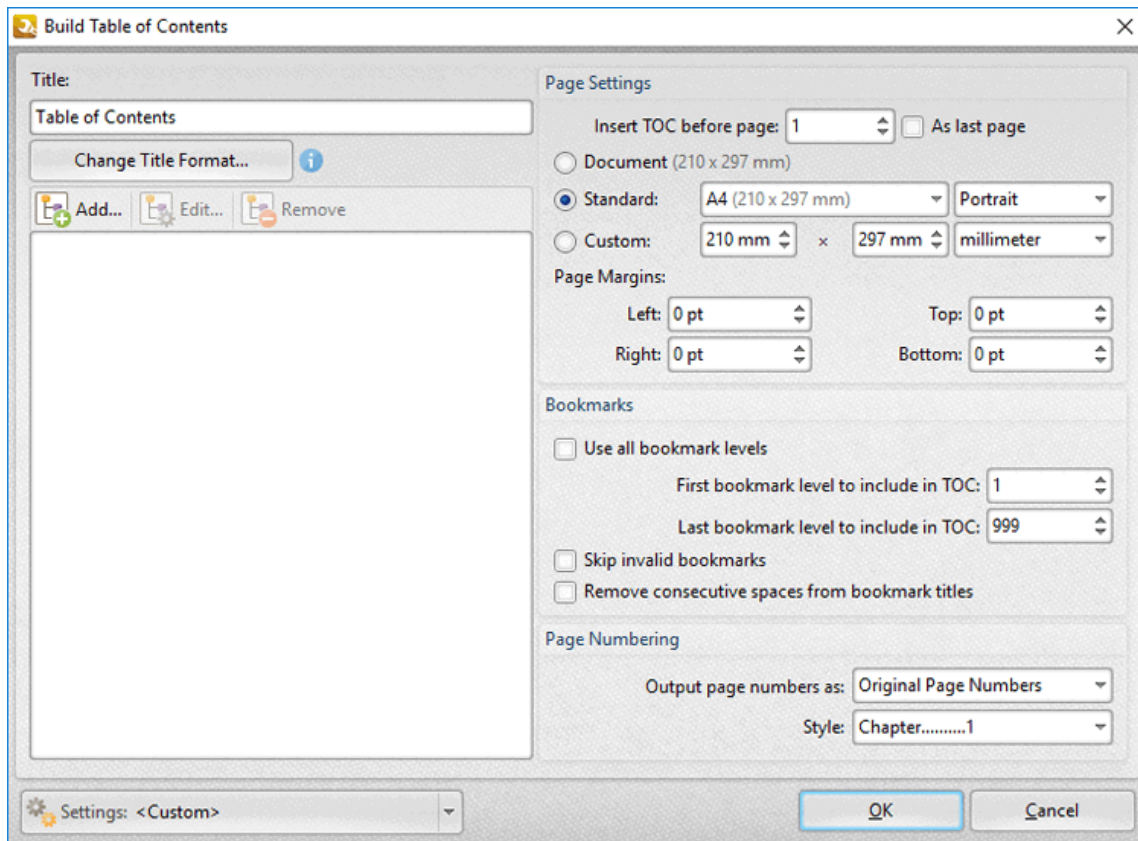 Build Table of Contents
Title:
Table of Contents
Change Title Format...
Add... Edit... Remove
Page Settings
Insert TOC before page: 1 As last page
Document (210 x 297 mm)
Standard: A4 (210 x 297 mm) Portrait
Custom: 210 mm × 297 mm millimeter
Page Margins:
Left: 0 pt Top: 0 pt
Right: 0 pt Bottom: 0 pt
Bookmarks
Use all bookmark levels
First bookmark level to include in TOC: 1
Last bookmark level to include in TOC: 999
Skip invalid bookmarks
Remove consecutive spaces from bookmark titles
Page Numbering
Output page numbers as: Original Page Numbers
Style: Chapter..........1
Settings: <Custom> OK Cancel